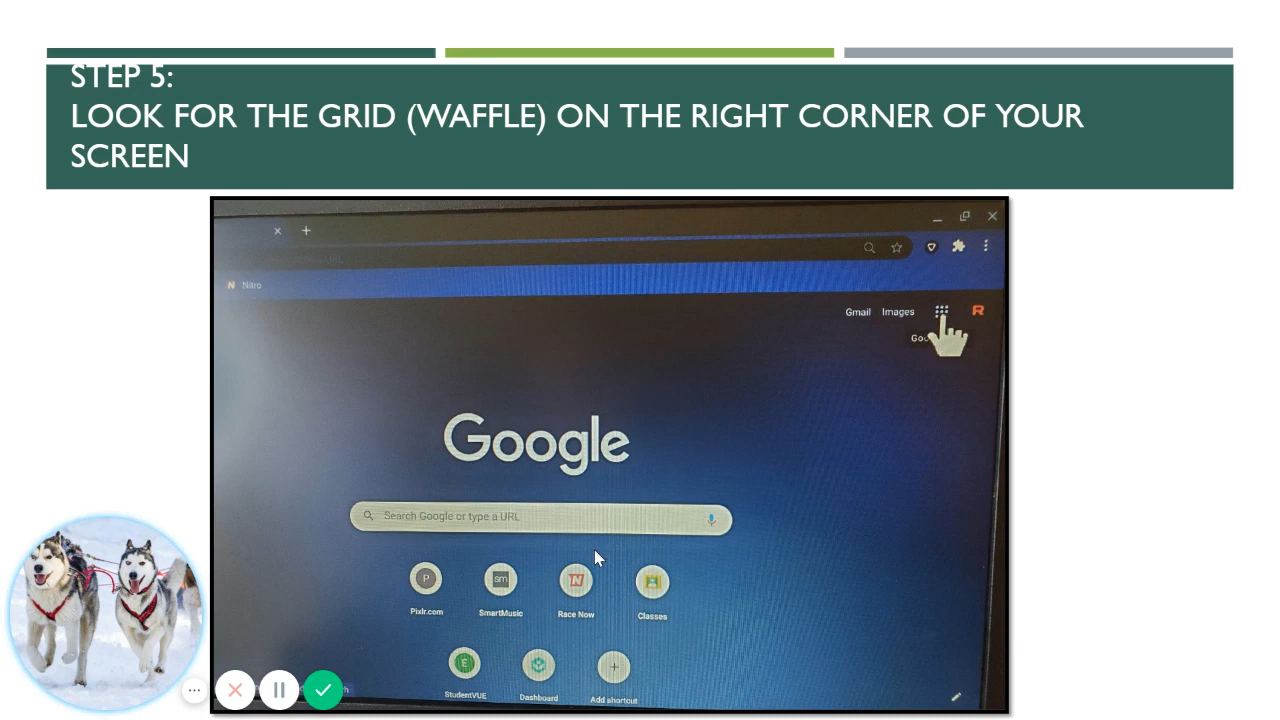 STEP 5:
LOOK FOR THE GRID (WAFFLE) ON THE RIGHT CORNER OF YOUR
SCREEN
N Nitro
Gmail Images R
Google
Search Google or type a URL
P sm N
Pixlr.com SmartMusic Race Now Classes
E
StudentVUE Dashboard Add shortcut